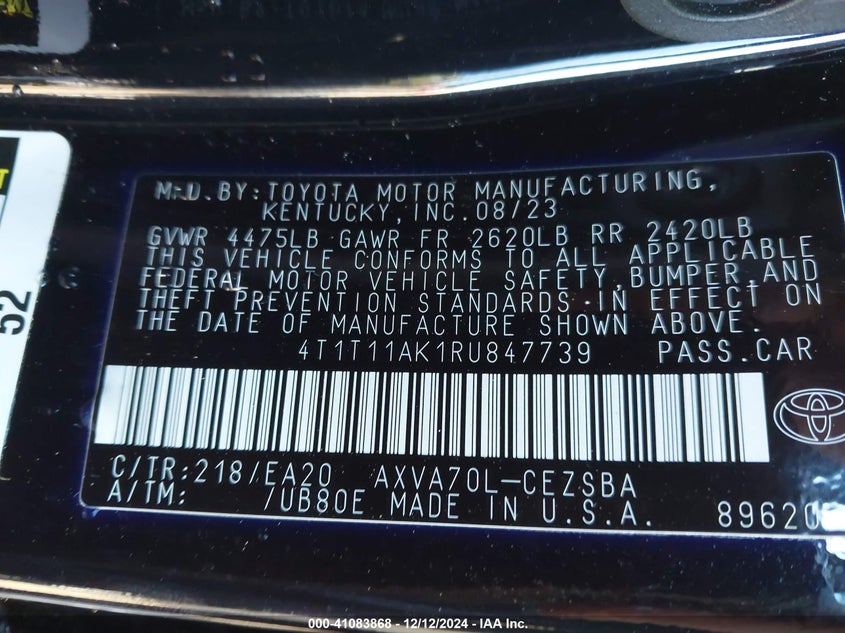 52
M-D.BY:TOYOTA MOTOR MANUFACTURING,
KENTUCKY,INC.08/23
GVWR 4475LB GAWR FR 2620LB RR 2420LB
THIS VEHICLE CONFORMS TO ALL APPLICABLE
FEDERAL MOTOR VEHICLE SAFETY,BUMPER,AND
THEFT PREVENTION STANDARDS IN EFFECT ON
THE DATE OF MANUFACTURE SHOWN ABOVE.
4T1T11AK1RU847739 PASS.CAR
C/TR:218/EA20 AXVA70L-CEZSBA
A/TM: /UB80E MADE IN U.S.A. 89620
000-41083868 - 12/12/2024 - IAA Inc.